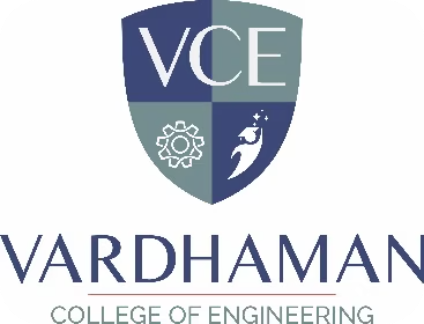 VCE
VARDHAMAN
COLLEGE OF ENGINEERING